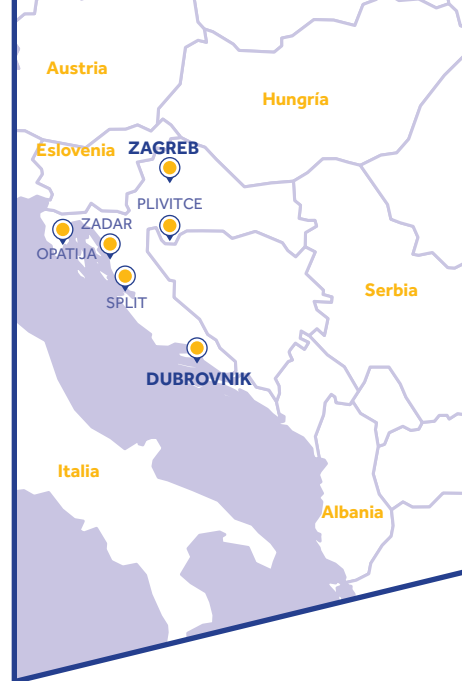 Austria
Hungría
Eslovenia
ZAGREB
PLIVITCE
ZADAR
OPATIJA
SPLIT
Serbia
DUBROVNIK
Italia
Albania